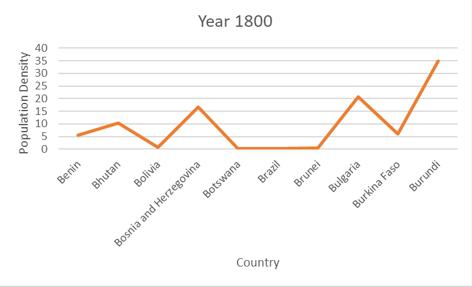 Year 1800
Population Density
40
35
30
25
20
15
10
5
0
Benin
Bhutan
Bolivia
Bosnia and Herzegovina
Botswana
Brazil
Brunei
Bulgaria
Burkina Faso
Burundi
Country